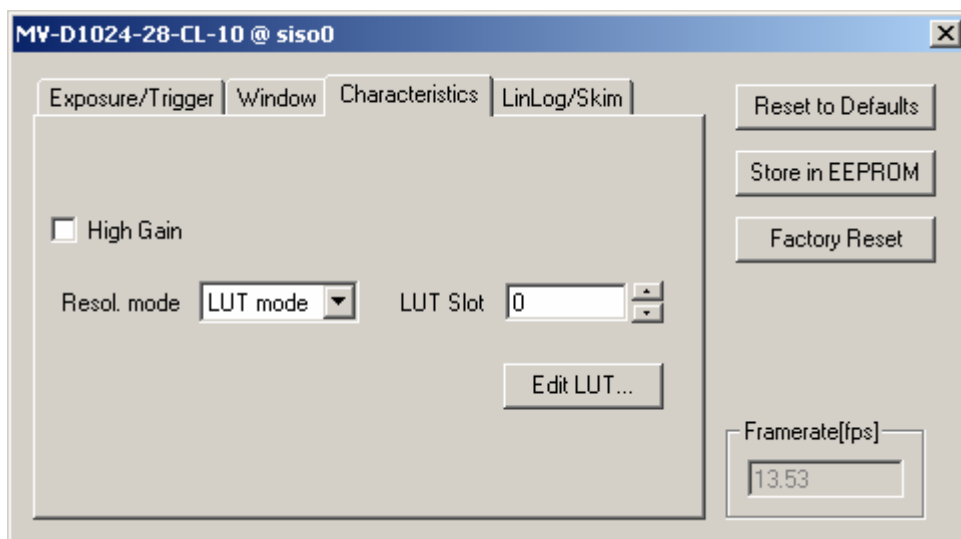 MV-D1024-28-CL-10 @ siso0
Exposure/Trigger
Window
Characteristics
LinLog/Skim
High Gain
Resol. mode
LUT mode
LUT Slot
0
Edit LUT...
Reset to Defaults
Store in EEPROM
Factory Reset
Framerate[fps]
13.53